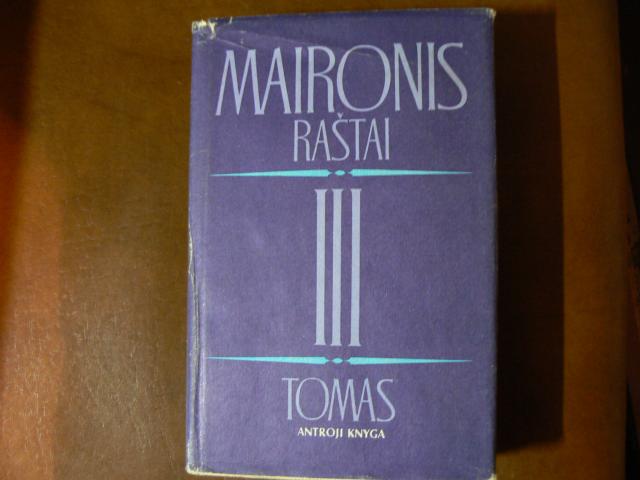 MAIRONIS
RAŠTAI
III
TOMAS
ANTROJI KNYGA